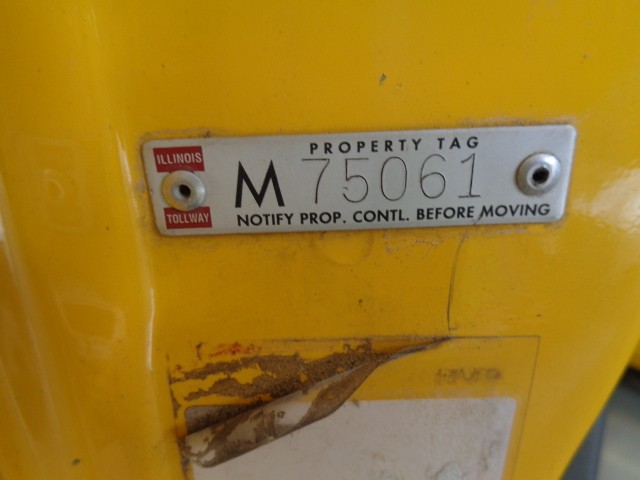 PROPERTY TAG
ILLINOIS
M 75061
TOLLWAY
NOTIFY PROP. CONTL. BEFORE MOVING